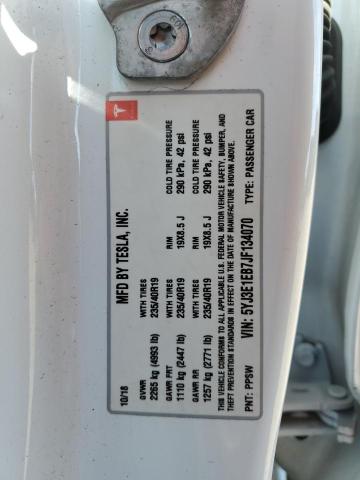 MFD BY TESLA, INC.
10/18
GVWR WITH TIRES RIM COLD TIRE PRESSURE
2265 kg (4993 lb) 235/40R19 19X8.5 J 290 kPa, 42 psi
GAWR FRT WITH TIRES RIM COLD TIRE PRESSURE
1110 kg (2447 lb) 235/40R19 19X8.5 J 290 kPa, 42 psi
GAWR RR
1257 kg (2771 lb) 235/40R19
THIS VEHICLE CONFORMS TO ALL APPLICABLE U.S. FEDERAL MOTOR VEHICLE SAFETY, BUMPER, AND
THEFT PREVENTION STANDARDS IN EFFECT ON THE DATE OF MANUFACTURE SHOWN ABOVE.
VIN: 5YJ3E1EB7JF134070
PNT: PPSW TYPE: PASSENGER CAR